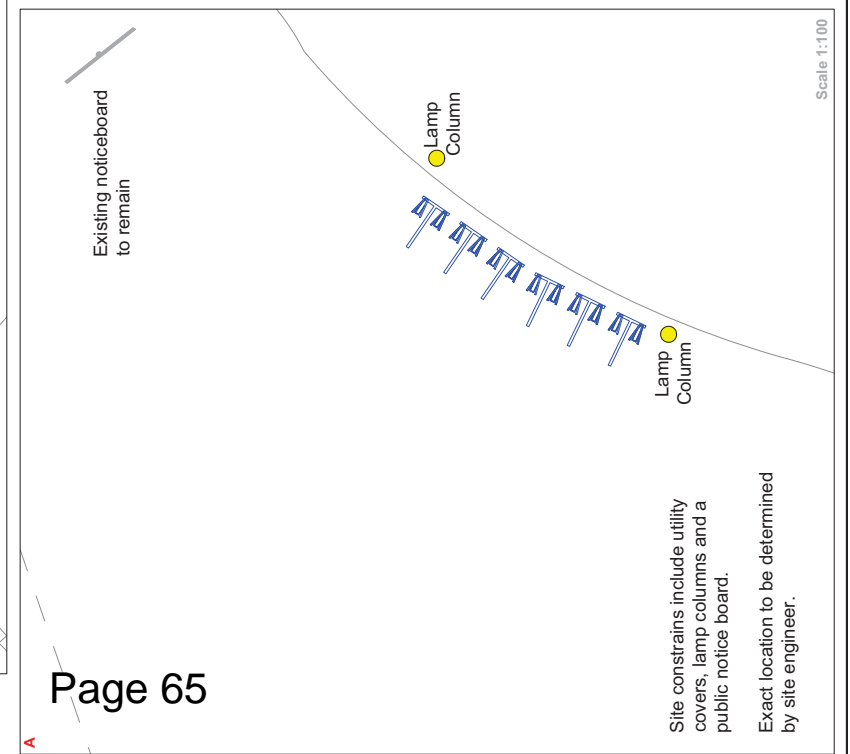 A
Existing noticeboard
to remain
Lamp
Column
Lamp
Column
Site constrains include utility
covers, lamp columns and a
public notice board.
Exact location to be determined
by site engineer.
Scale 1:100
Page 65